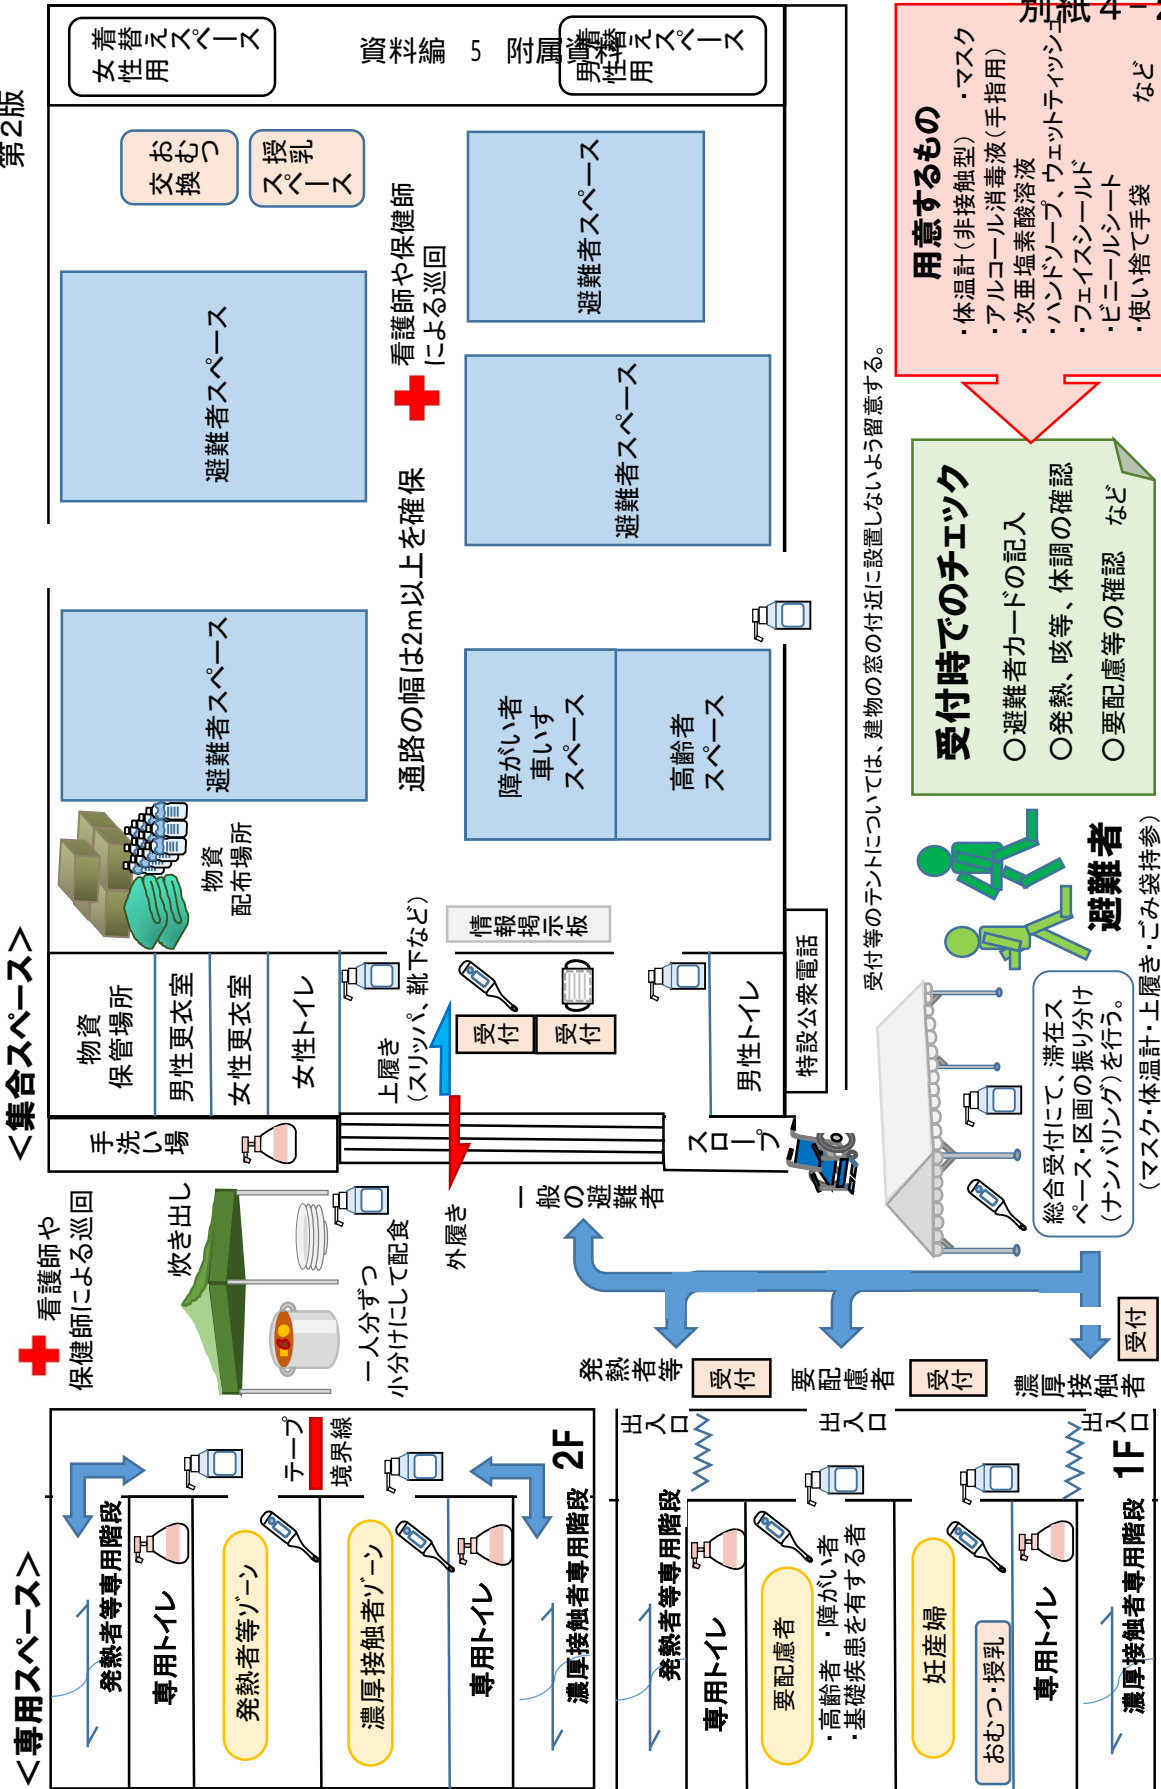 別紙4-2
資料編 5 附属資料
第2版
<専用スペース>
発熱者等専用階段
専用トイレ
発熱者等ゾーン
濃厚接触者ゾーン
専用トイレ
濃厚接触者専用階段
テープ
境界線
2F
発熱者等専用階段
専用トイレ
要配慮者
・高齢者 ・障がい者
・基礎疾患を有する者
妊産婦
おむつ・授乳
専用トイレ
濃厚接触者専用階段
1F
出入口
出入口
出入口
看護師や
保健師による巡回
炊き出し
一人分ずつ
小分けにして配食
発熱者等
受付
要配慮者
受付
濃厚接触者
受付
一般の避難者
外履き
<集合スペース>
手洗い場
スロープ
物資
保管場所
男性更衣室
女性更衣室
女性トイレ
上履き
(スリッパ、靴下など)
受付
受付
男性トイレ
特設公衆電話
情報掲示板
物資
配布場所
避難者スペース
避難者スペース
通路の幅は2m以上を確保
障がい者
車いす
スペース
高齢者
スペース
避難者スペース
避難者スペース
看護師や保健師
による巡回
おむつ
交換
授乳
スペース
着替えスペース
女性用
着替えスペース
男性用
受付等のテントについては、建物の窓の付近に設置しないよう留意する。
総合受付にて、滞在ス
ペース・区画の振り分け
(ナンバリング)を行う。
避難者
(マスク・体温計・上履き・ごみ袋持参)
受付時でのチェック
〇避難者カードの記入
〇発熱、咳等、体調の確認
〇要配慮等の確認 など
用意するもの
・体温計(非接触型) ・マスク
・アルコール消毒液(手指用)
・次亜塩素酸溶液
・ハンドソープ、ウェットティッシュ
・フェイスシールド
・ビニールシート
・使い捨て手袋 など